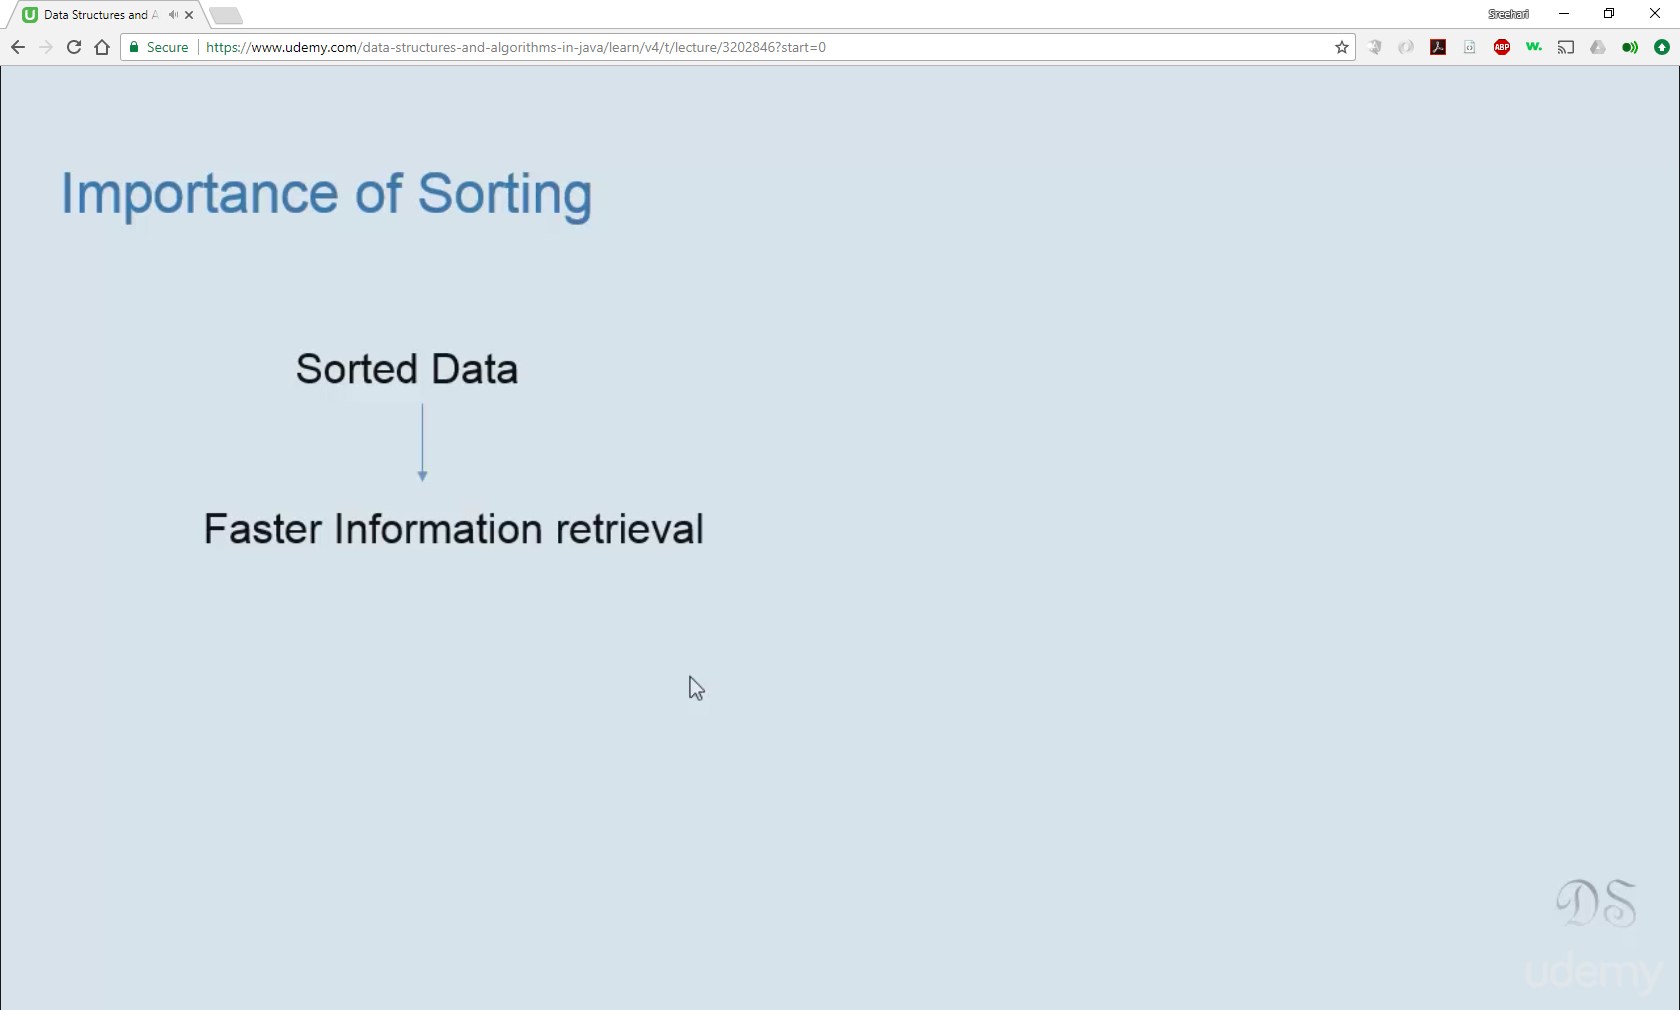 Data Structures and A
Sreehari
Secure
https://www.udemy.com/data-structures-and-algorithms-in-java/learn/v4/t/lecture/3202846?start=0
ABP
w.
Importance of Sorting
Sorted Data
Faster Information retrieval
DS
udemy